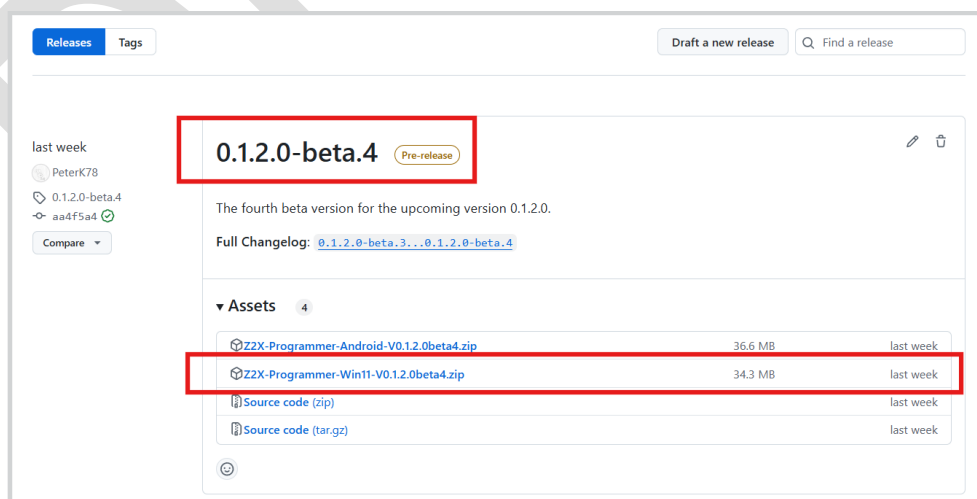 Releases Tags Draft a new release Find a release
last week
PeterK78
0.1.2.0-beta.4
aa4f5a4
Compare
0.1.2.0-beta.4 Pre-release
The fourth beta version for the upcoming version 0.1.2.0.
Full Changelog: 0.1.2.0-beta.3...0.1.2.0-beta.4
Assets 4
Z2X-Programmer-Android-V0.1.2.0beta4.zip 36.6 MB last week
Z2X-Programmer-Win11-V0.1.2.0beta4.zip 34.3 MB last week
Source code (zip) last week
Source code (tar.gz) last week